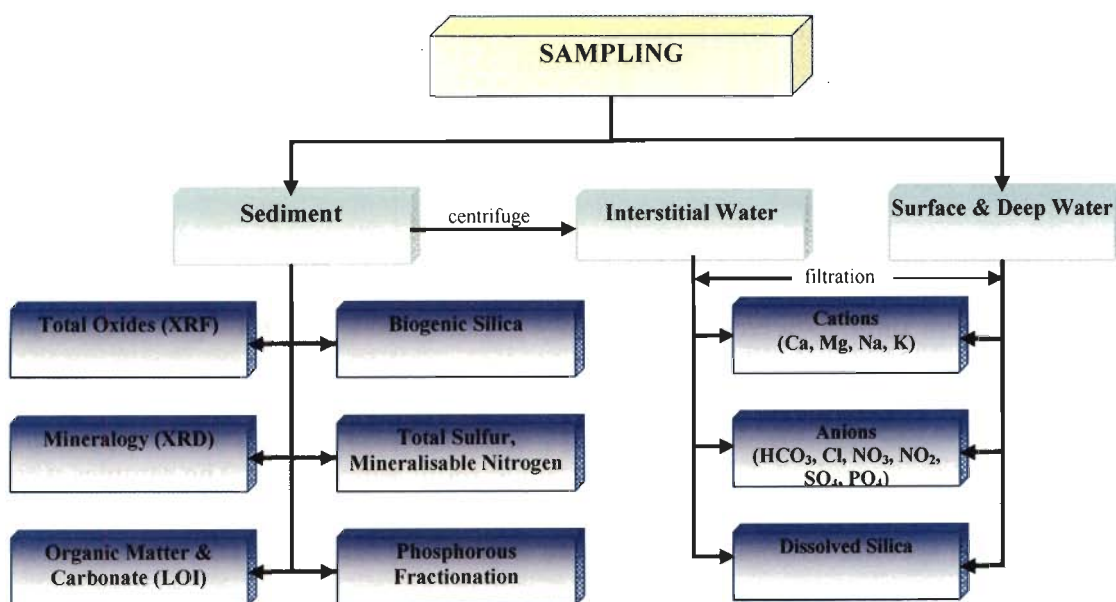 SAMPLING
Sediment
centrifuge
Interstitial Water
Surface & Deep Water
filtration
Total Oxides (XRF)
Biogenic Silica
Cations
(Ca, Mg, Na, K)
Mineralogy (XRD)
Total Sulfur,
Mineralisable Nitrogen
Anions
(HCO₃, Cl, NO₃, NO₂,
SO₄, PO₄)
Organic Matter &
Carbonate (LOI)
Phosphorous
Fractionation
Dissolved Silica